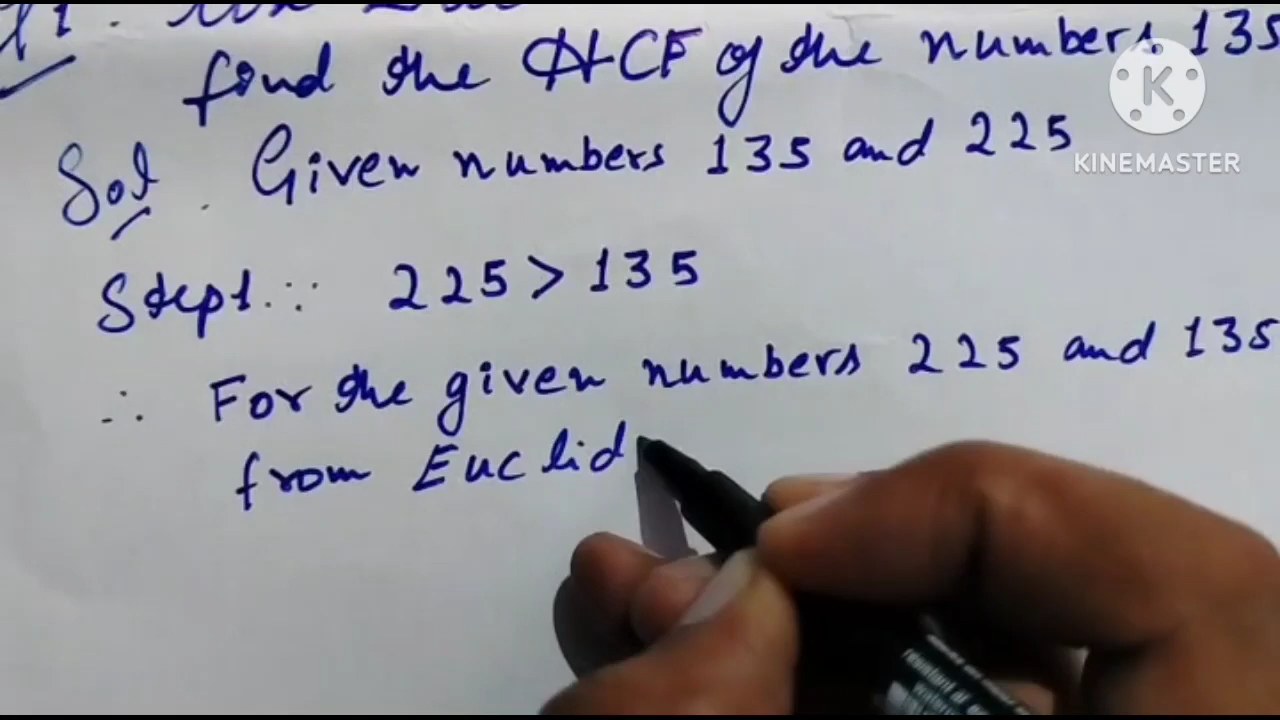 find the HCF of the numbers 135
Sol. Given numbers 135 and 225
Step1. ∵ 225 > 135
∴ For the given numbers 225 and 135
from Euclid
K
KINEMASTER